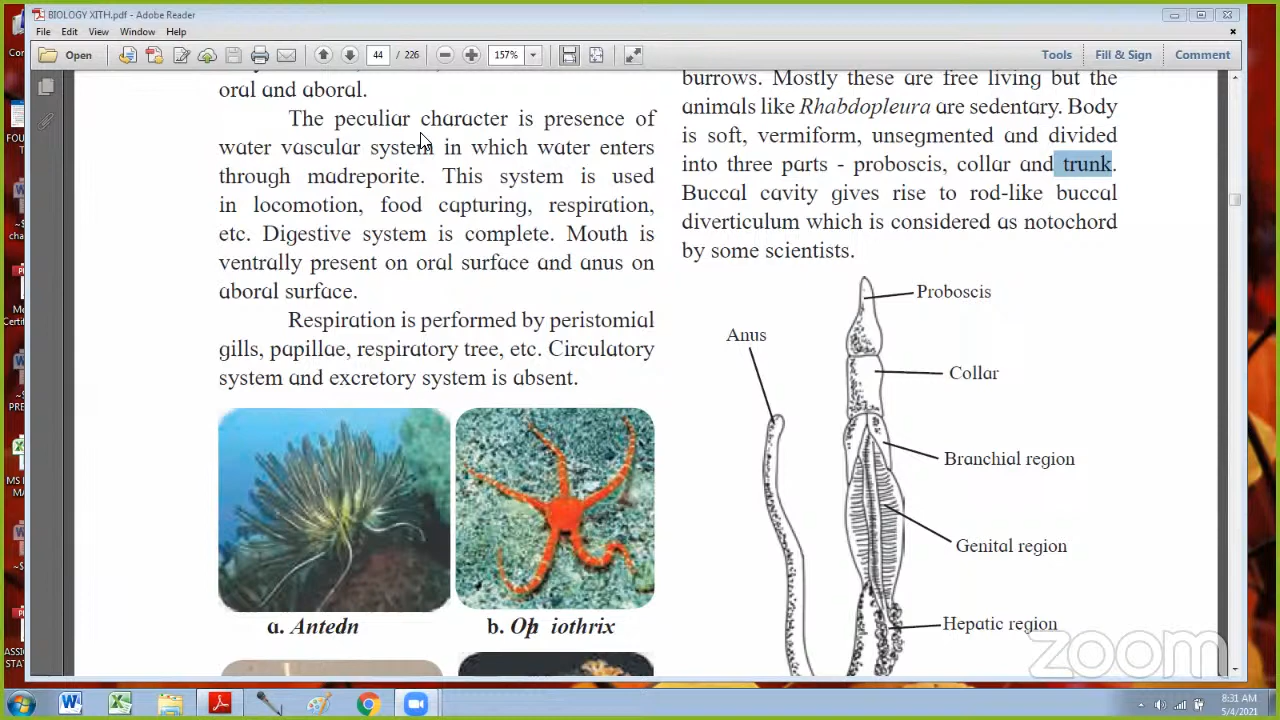 BIOLOGY XITH.pdf - Adobe Reader
File Edit View Window Help
Open
44 / 226
157%
Tools Fill & Sign Comment
oral and aboral.
The peculiar character is presence of
water vascular system in which water enters
through madreporite. This system is used
in locomotion, food capturing, respiration,
etc. Digestive system is complete. Mouth is
ventrally present on oral surface and anus on
aboral surface.
Respiration is performed by peristomial
gills, papillae, respiratory tree, etc. Circulatory
system and excretory system is absent.
a. Antedn
b. Op iothrix
burrows. Mostly these are free living but the
animals like Rhabdopleura are sedentary. Body
is soft, vermiform, unsegmented and divided
into three parts - proboscis, collar and trunk.
Buccal cavity gives rise to rod-like buccal
diverticulum which is considered as notochord
by some scientists.
Proboscis
Anus
Collar
Branchial region
Genital region
Hepatic region
zoom
8:31 AM
5/4/2021